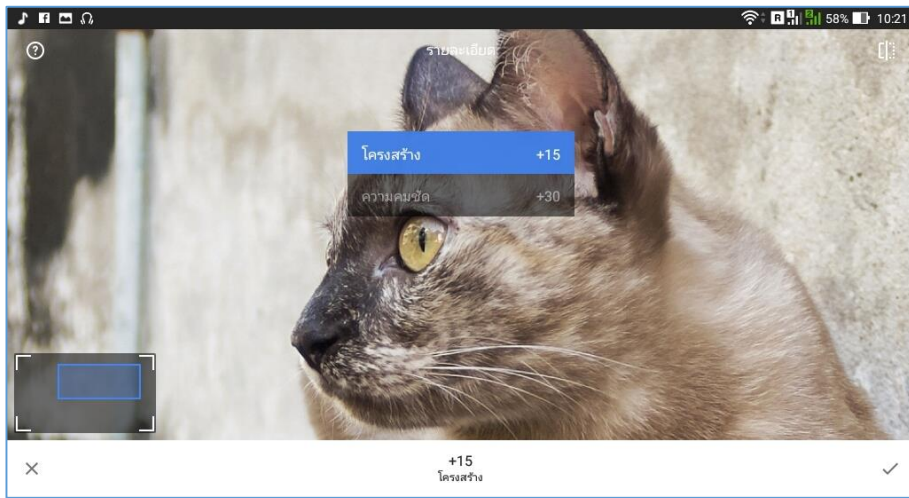 R 1 2 58% 10:21
รายละเอียด
โครงสร้าง +15
ความคมชัด +30
+15
โครงสร้าง